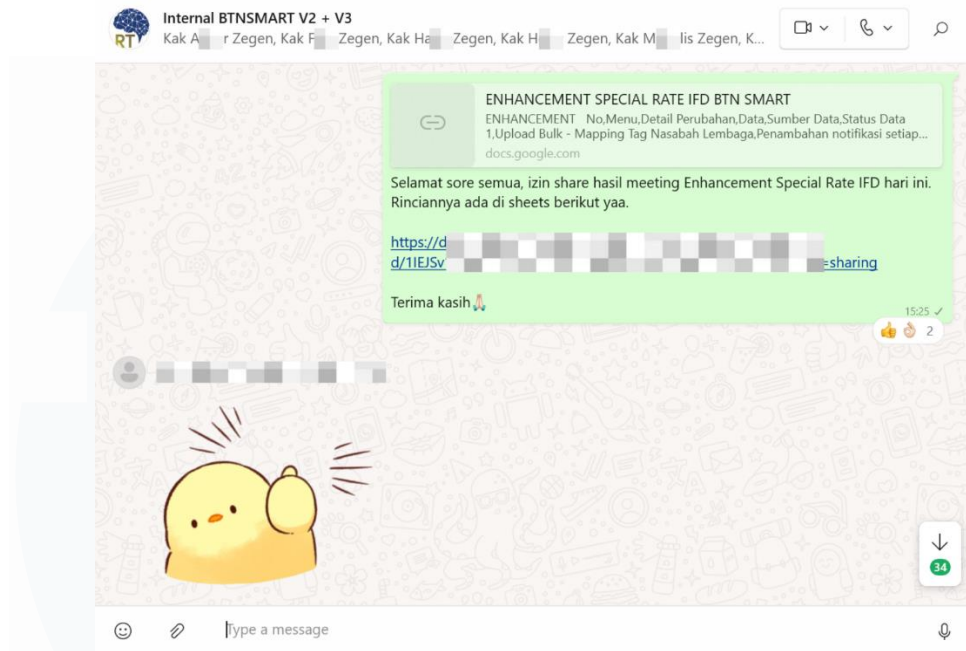 Internal BTNSMART V2 + V3
Kak A r Zegen, Kak F Zegen, Kak Ha Zegen, Kak H Zegen, Kak M lis Zegen, K...
RT
ENHANCEMENT SPECIAL RATE IFD BTN SMART
ENHANCEMENT No,Menu,Detail Perubahan,Data,Sumber Data,Status Data
1,Upload Bulk - Mapping Tag Nasabah Lembaga,Penambahan notifikasi setiap...
docs.google.com
Selamat sore semua, izin share hasil meeting Enhancement Special Rate IFD hari ini.
Rinciannya ada di sheets berikut yaa.
https://d
d/1IEJSv =sharing
Terima kasih🙏🏻
15:25
2
34
Type a message